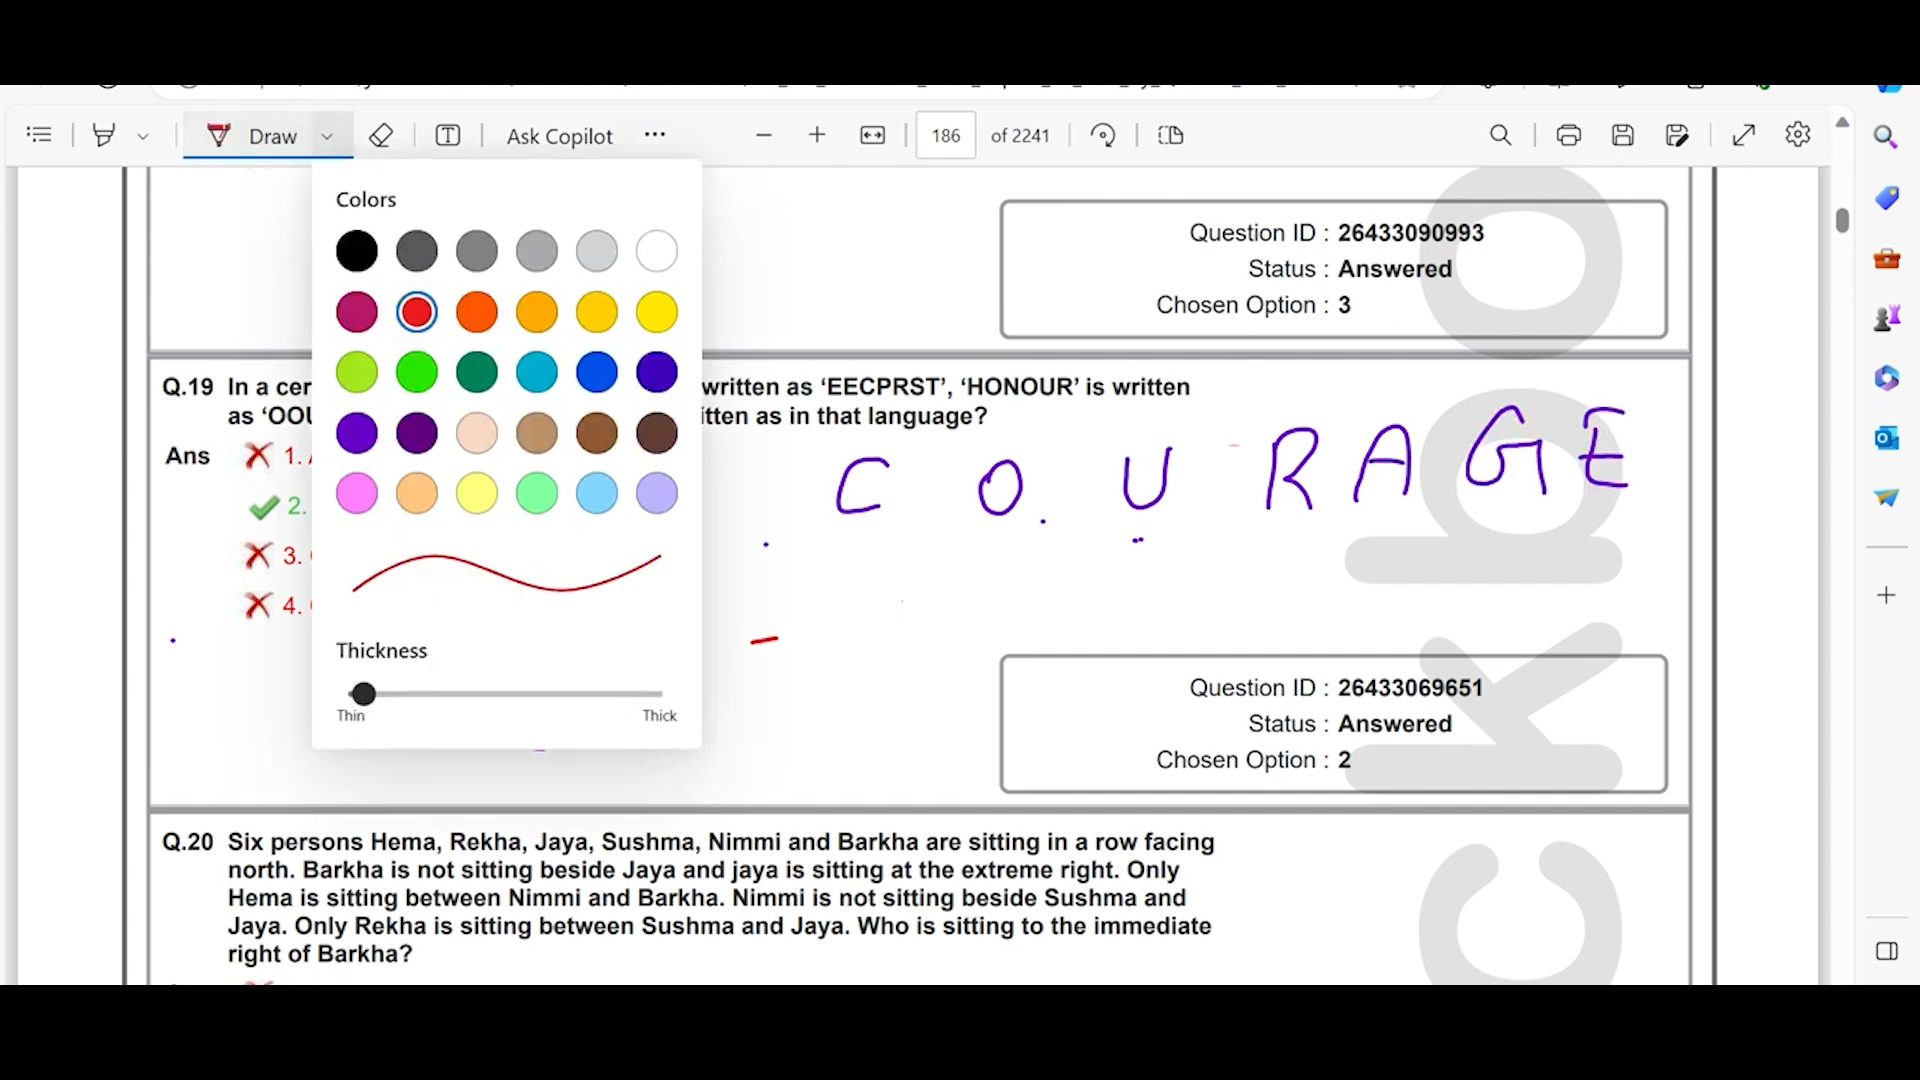 Draw
Ask Copilot
186 of 2241
Colors
Thickness
Thin Thick
Question ID : 26433090993
Status : Answered
Chosen Option : 3
Q.19 In a cer written as ‘EECPRST’, ‘HONOUR’ is written
as ‘OOU tten as in that language?
Ans 1.
2.
3.
4.
C O U R A G E
Question ID : 26433069651
Status : Answered
Chosen Option : 2
Q.20 Six persons Hema, Rekha, Jaya, Sushma, Nimmi and Barkha are sitting in a row facing
north. Barkha is not sitting beside Jaya and jaya is sitting at the extreme right. Only
Hema is sitting between Nimmi and Barkha. Nimmi is not sitting beside Sushma and
Jaya. Only Rekha is sitting between Sushma and Jaya. Who is sitting to the immediate
right of Barkha?